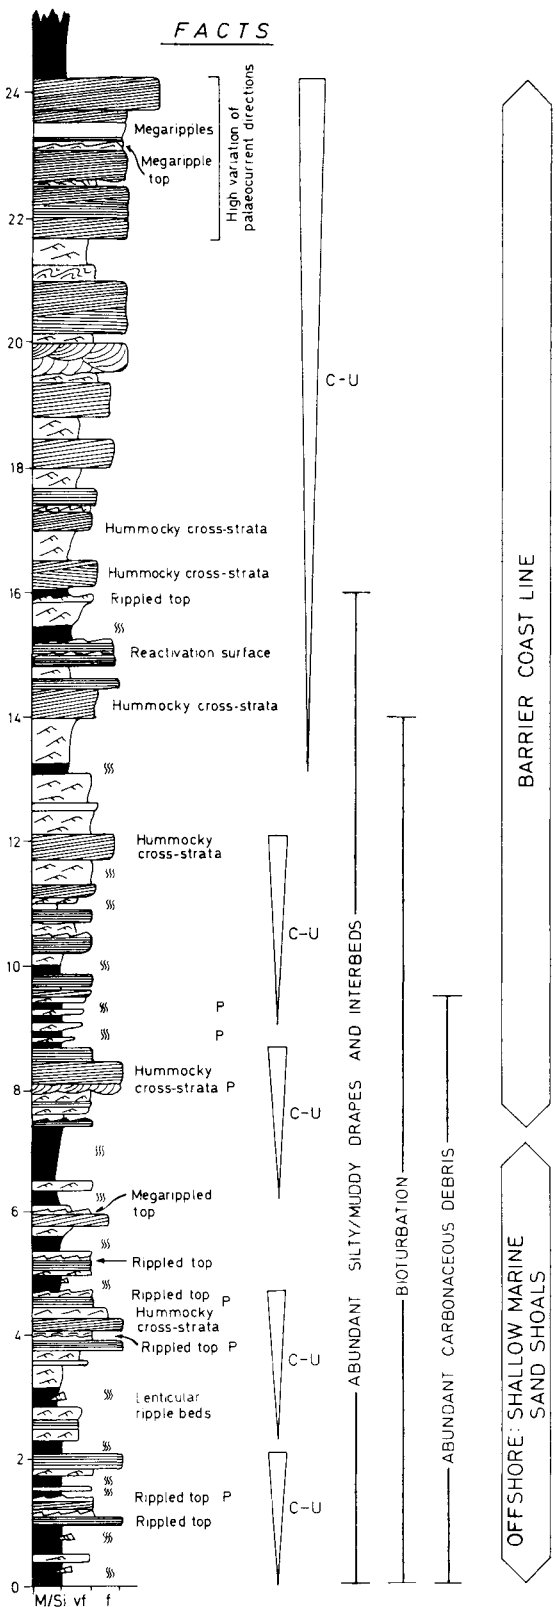 FACTS
24
Megaripples
Megaripple
top
High variation of
palaeocurrent directions
22
20
C-U
18
Hummocky cross-strata
Hummocky cross-strata
16
Rippled top
Reactivation surface
Hummocky cross-strata
14
12
Hummocky
cross-strata
C-U
10
P
P
8
Hummocky
cross-strata P
C-U
6
Megarippled
top
Rippled top
Rippled top P
Hummocky
cross-strata
4
Rippled top P
C-U
Lenticular
ripple beds
2
Rippled top P
Rippled top
C-U
0
M/Si vf f
ABUNDANT SILTY/MUDDY DRAPES AND INTERBEDS
BIOTURBATION
ABUNDANT CARBONACEOUS DEBRIS
BARRIER COAST LINE
OFFSHORE: SHALLOW MARINE
SAND SHOALS